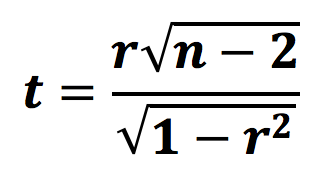 t = r√(n − 2) / √(1 − r²)